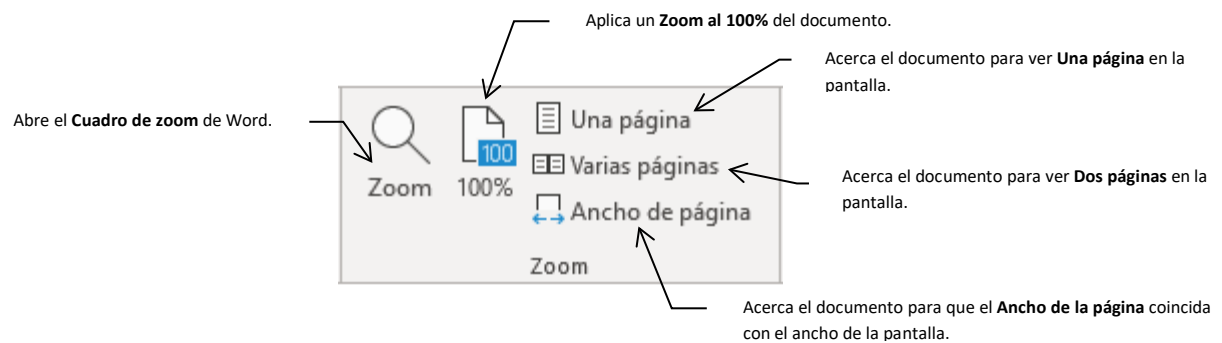 Aplica un Zoom al 100% del documento.
Acerca el documento para ver Una página en la
pantalla.
Abre el Cuadro de zoom de Word.
Zoom
100
100%
Una página
Varias páginas
Ancho de página
Zoom
Acerca el documento para ver Dos páginas en la
pantalla.
Acerca el documento para que el Ancho de la página coincida
con el ancho de la pantalla.